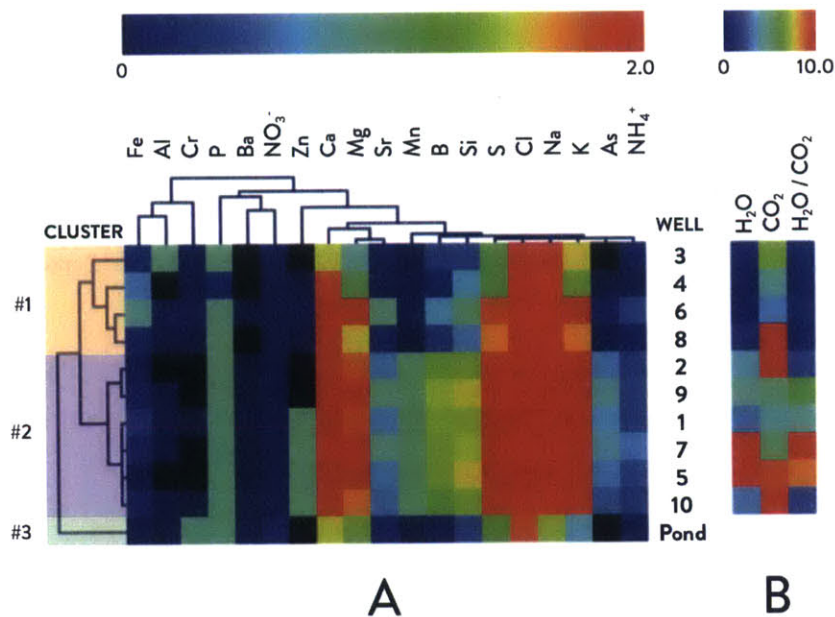 0 2.0 0 10.0
Fe Al Cr P Ba NO₃⁻ Zn Ca Mg Sr Mn B Si S Cl Na K As NH₄⁺
H₂O CO₂ H₂O / CO₂
CLUSTER WELL
#1
3
4
6
8
#2
2
9
1
7
5
10
#3 Pond
A B